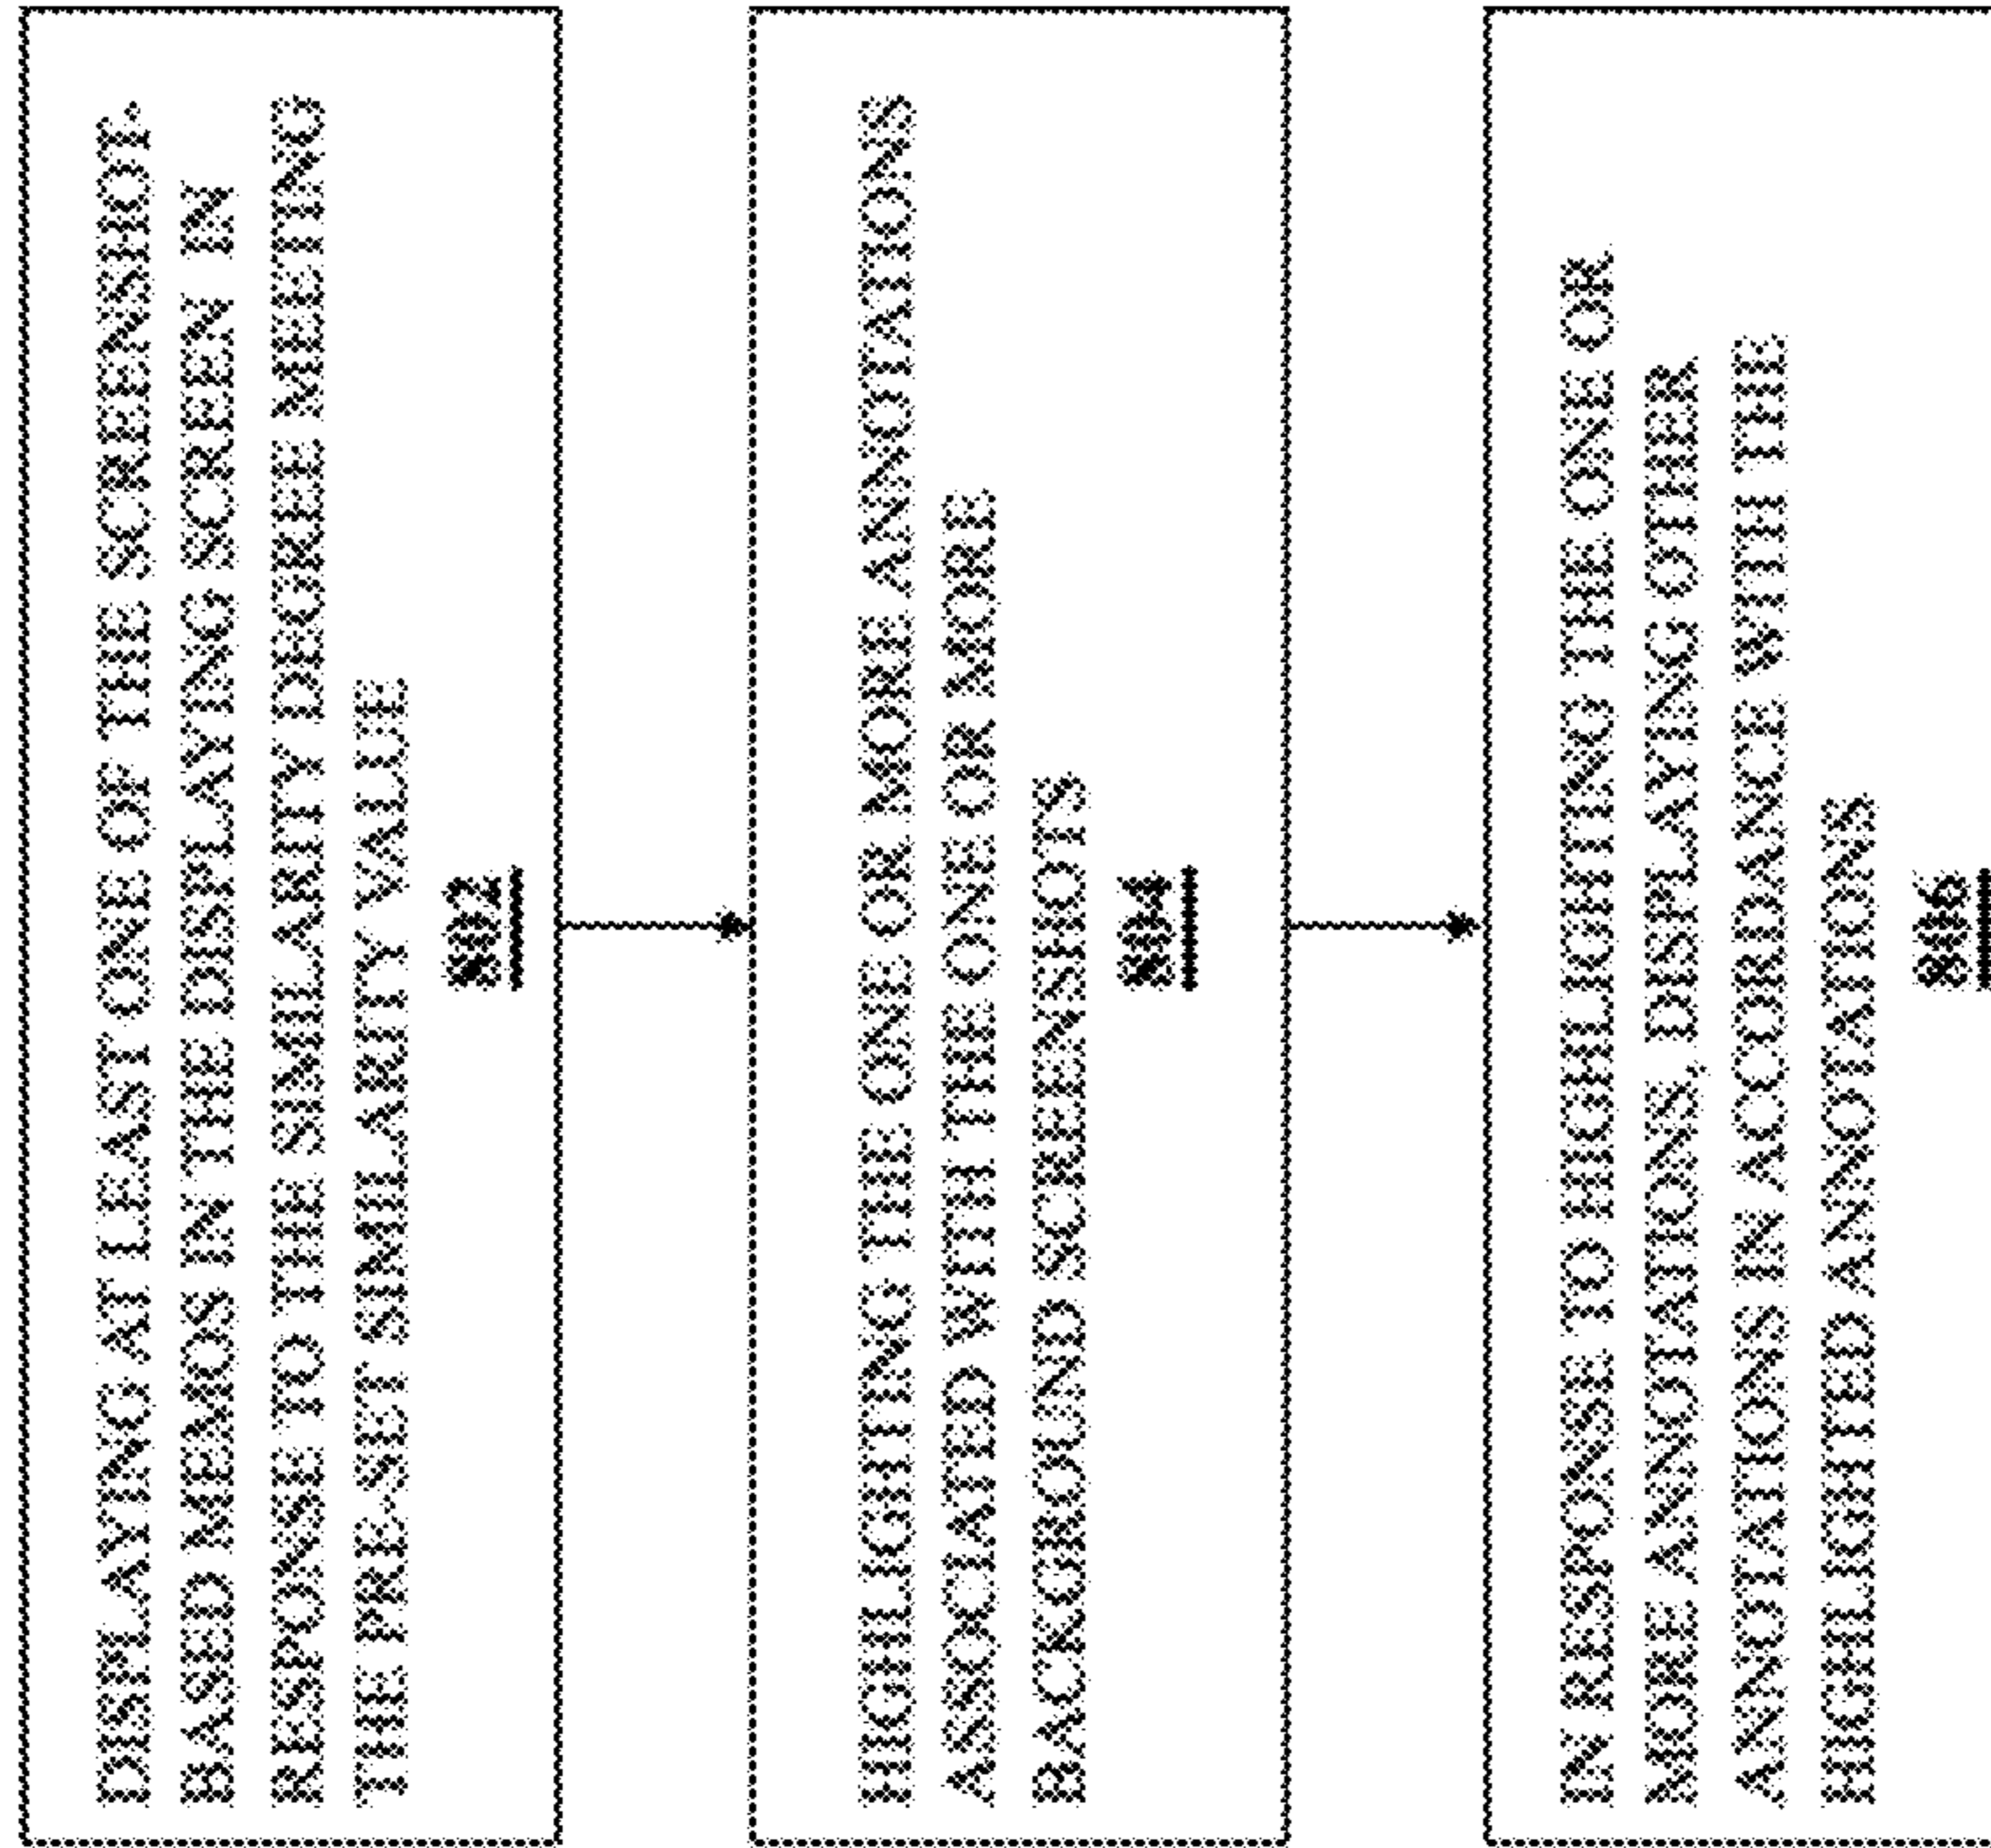 DISPLAYING AT LEAST ONE OF THE SCREENSHOT-
BASED MEMOS IN THE DISPLAYING SCREEN IN
RESPONSE TO THE SIMILARITY DEGREE MEETING
THE PRE-SET SIMILARITY VALUE
802
HIGHLIGHTING THE ONE OR MORE ANNOTATIONS
ASSOCIATED WITH THE ONE OR MORE
BACKGROUND SCREENSHOTS
804
IN RESPONSE TO HIGHLIGHTING THE ONE OR
MORE ANNOTATIONS, DISPLAYING OTHER
ANNOTATIONS IN ACCORDANCE WITH THE
HIGHLIGHTED ANNOTATIONS
806